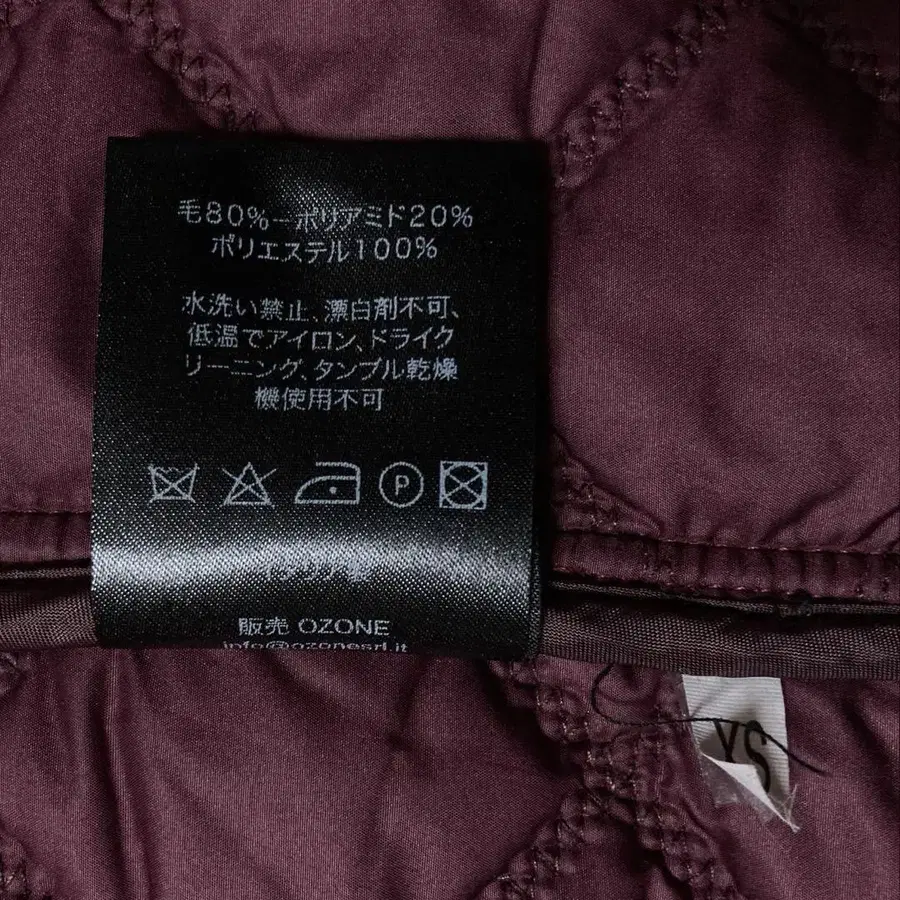 毛80%-ポリアミド20%
ポリエステル100%
水洗い禁止、漂白剤不可、
低温でアイロン、ドライク
リーニング、タンブル乾燥
機使用不可
P
販売 OZONE
info@ozonesrl.it
XS